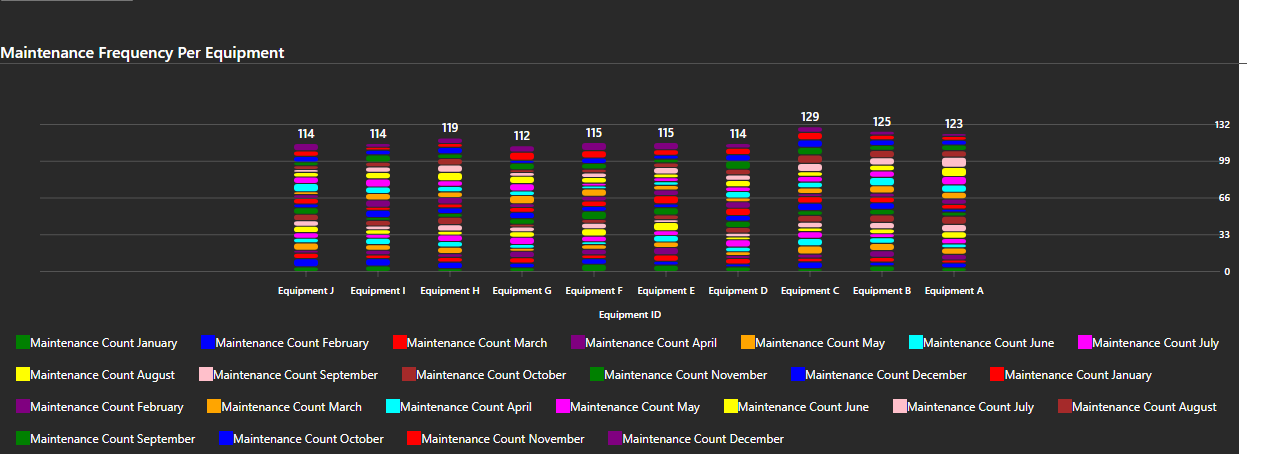 Maintenance Frequency Per Equipment
114 114 119 112 115 115 114 129 125 123
132
99
66
33
0
Equipment J Equipment I Equipment H Equipment G Equipment F Equipment E Equipment D Equipment C Equipment B Equipment A
Equipment ID
Maintenance Count January Maintenance Count February Maintenance Count March Maintenance Count April Maintenance Count May Maintenance Count June Maintenance Count July
Maintenance Count August Maintenance Count September Maintenance Count October Maintenance Count November Maintenance Count December Maintenance Count January
Maintenance Count February Maintenance Count March Maintenance Count April Maintenance Count May Maintenance Count June Maintenance Count July Maintenance Count August
Maintenance Count September Maintenance Count October Maintenance Count November Maintenance Count December